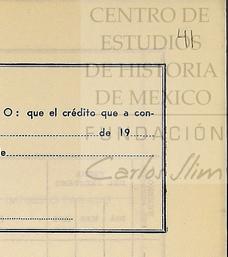 CENTRO DE
ESTUDIOS
41
DE HISTORIA
DE MEXICO
O: que el crédito que a con-
de 19
FUNDACIÓN
e
Carlos Slim